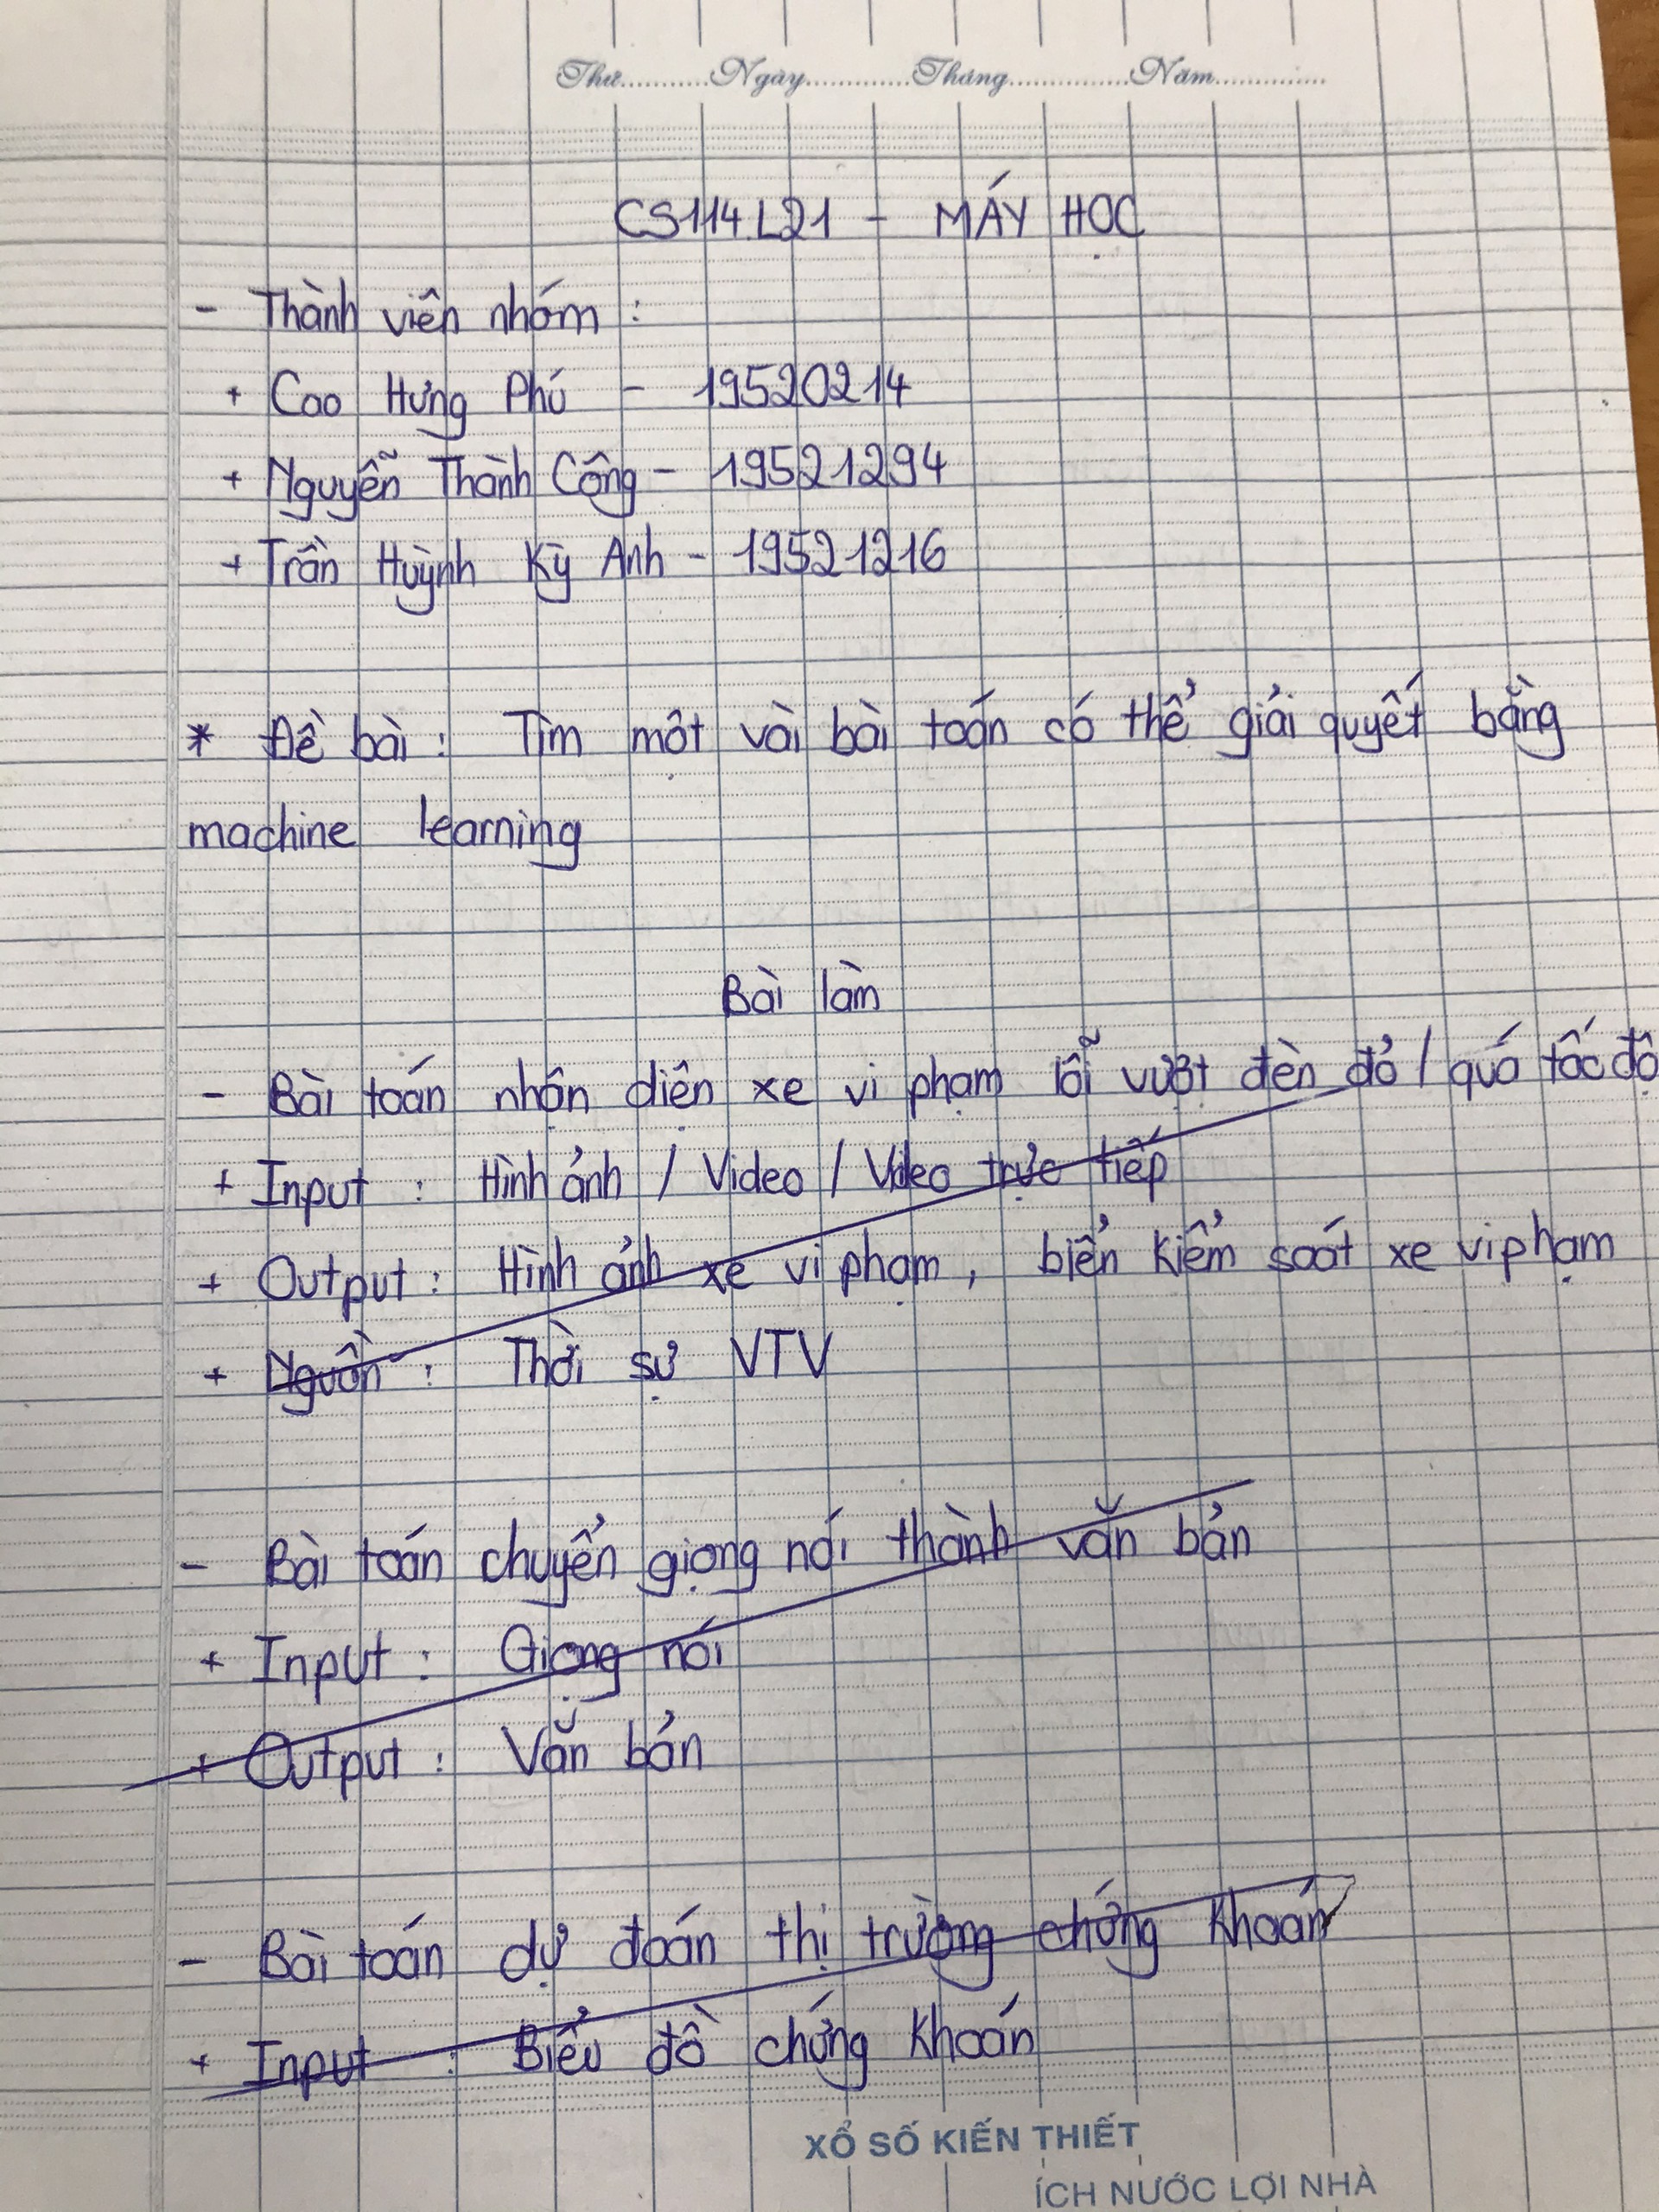 Thứ...........Ngày.............Tháng...............Năm..............
CS114.L21 - MÁY HỌC
- Thành viên nhóm :
+ Cao Hưng Phú - 19520214
+ Nguyễn Thành Công - 19521294
+ Trần Huỳnh Kỳ Anh - 19521216
* Đề bài : Tìm một vài bài toán có thể giải quyết bằng
machine learning
Bài làm
- Bài toán nhận diện xe vi phạm lỗi vượt đèn đỏ / quá tốc độ
+ Input : Hình ảnh / Video / Video trực tiếp
+ Output : Hình ảnh xe vi phạm , biển kiểm soát xe vi phạm
+ Nguồn : Thời sự VTV
- Bài toán chuyển giọng nói thành văn bản
+ Input : Giọng nói
+ Output : Văn bản
- Bài toán dự đoán thị trường chứng khoán
+ Input : Biểu đồ chứng khoán
XỔ SỐ KIẾN THIẾT
ÍCH NƯỚC LỢI NHÀ